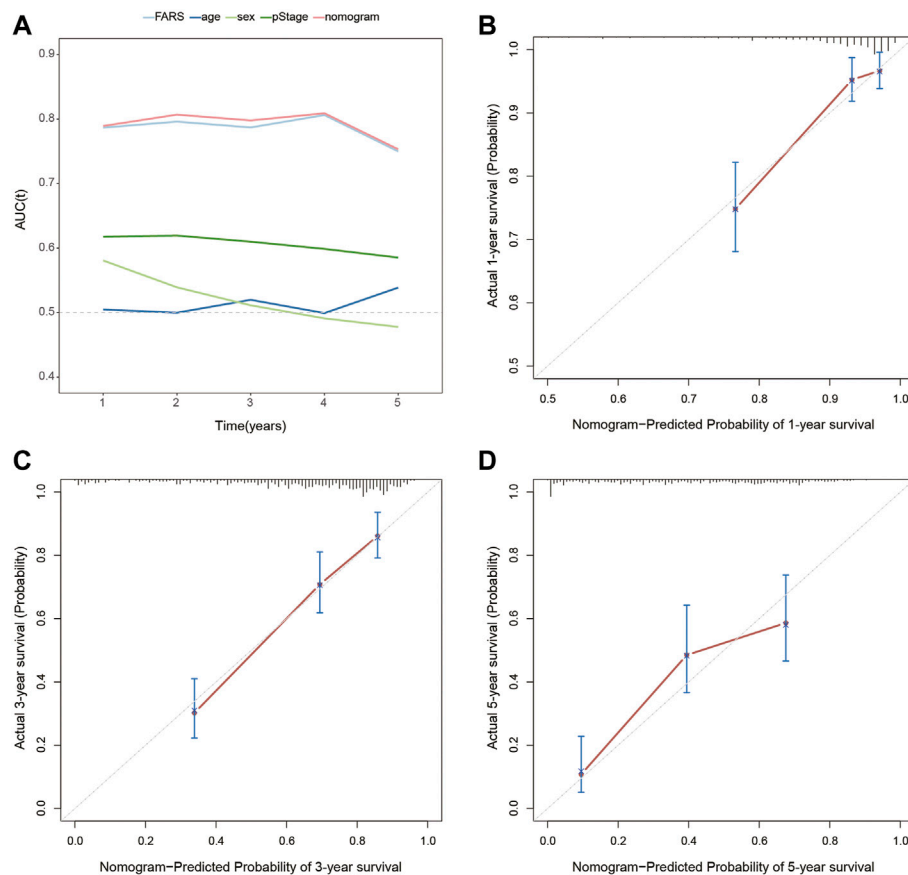 FARS age sex pStage nomogram
A
0.9
0.8
0.7
0.6
0.5
0.4
AUC(t)
1 2 3 4 5
Time(years)
B
1.0
0.9
0.8
0.7
0.6
0.5
Actual 1-year survival (Probability)
0.5 0.6 0.7 0.8 0.9 1.0
Nomogram−Predicted Probability of 1-year survival
C
1.0
0.8
0.6
0.4
0.2
0.0
Actual 3-year survival (Probability)
0.0 0.2 0.4 0.6 0.8 1.0
Nomogram−Predicted Probability of 3-year survival
D
1.0
0.8
0.6
0.4
0.2
0.0
Actual 5-year survival (Probability)
0.0 0.2 0.4 0.6 0.8 1.0
Nomogram−Predicted Probability of 5-year survival